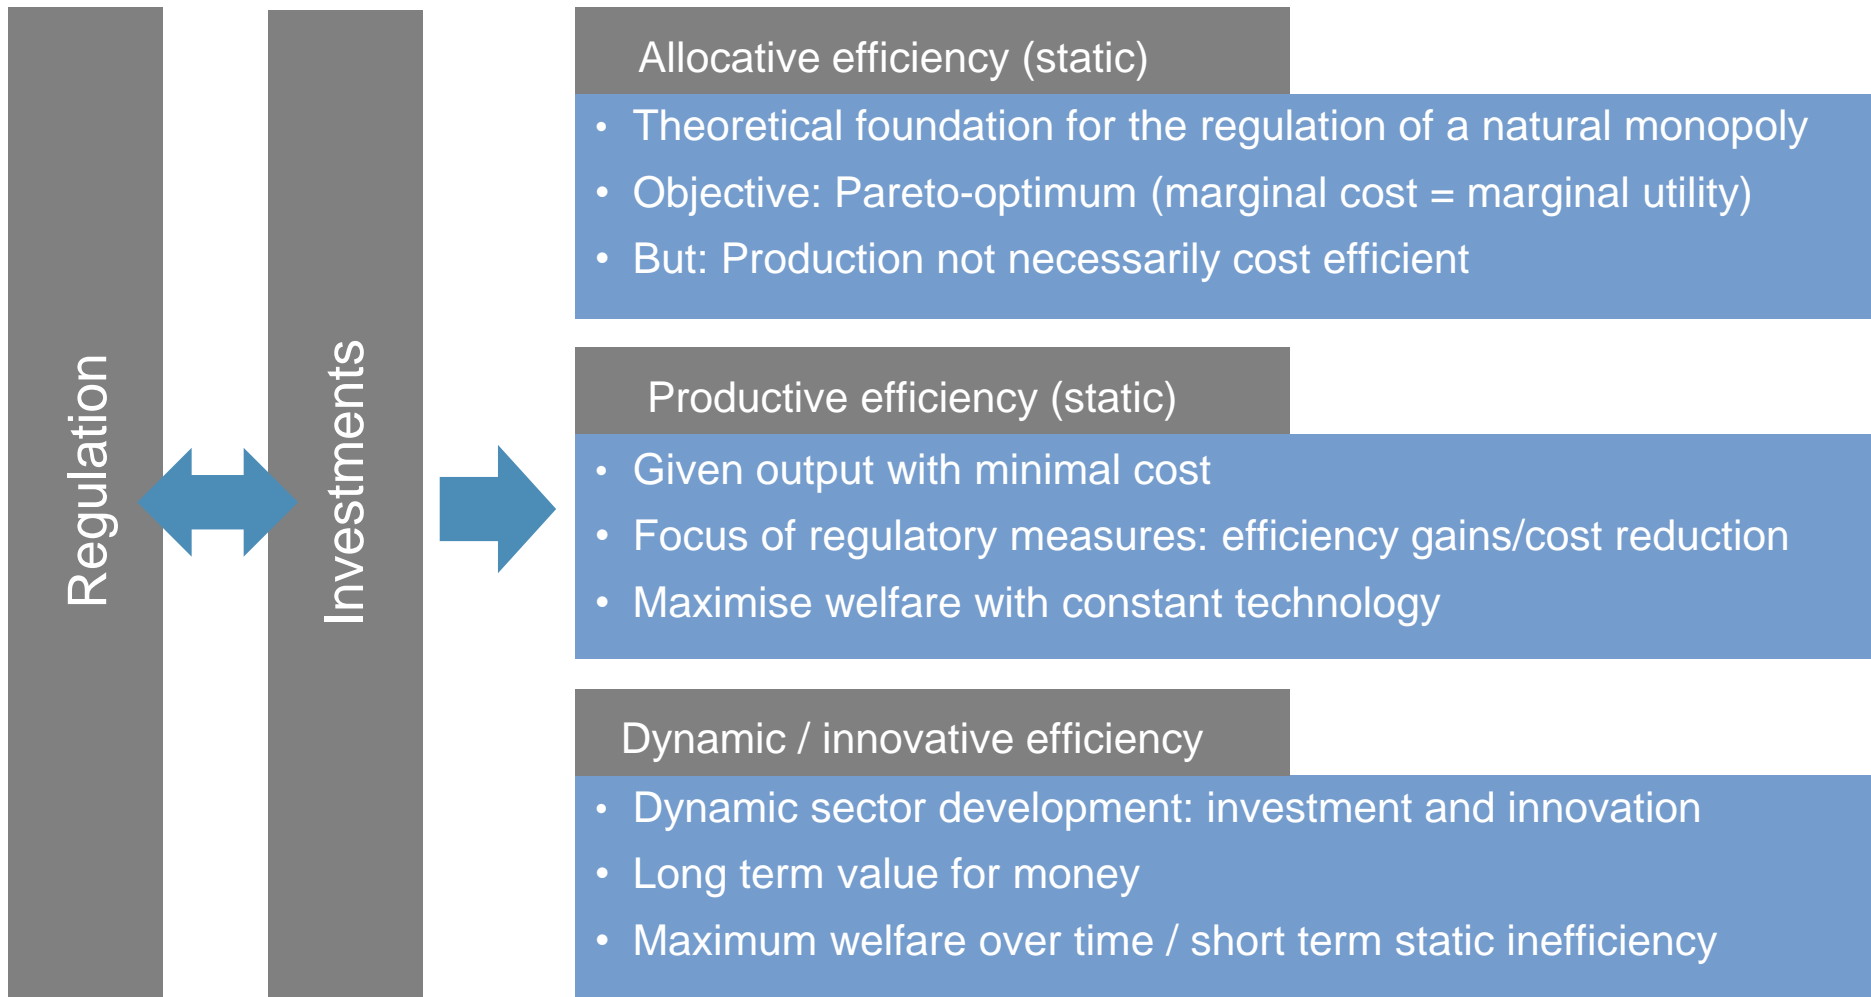 Regulation
Investments
Allocative efficiency (static)
• Theoretical foundation for the regulation of a natural monopoly
• Objective: Pareto-optimum (marginal cost = marginal utility)
• But: Production not necessarily cost efficient
Productive efficiency (static)
• Given output with minimal cost
• Focus of regulatory measures: efficiency gains/cost reduction
• Maximise welfare with constant technology
Dynamic / innovative efficiency
• Dynamic sector development: investment and innovation
• Long term value for money
• Maximum welfare over time / short term static inefficiency